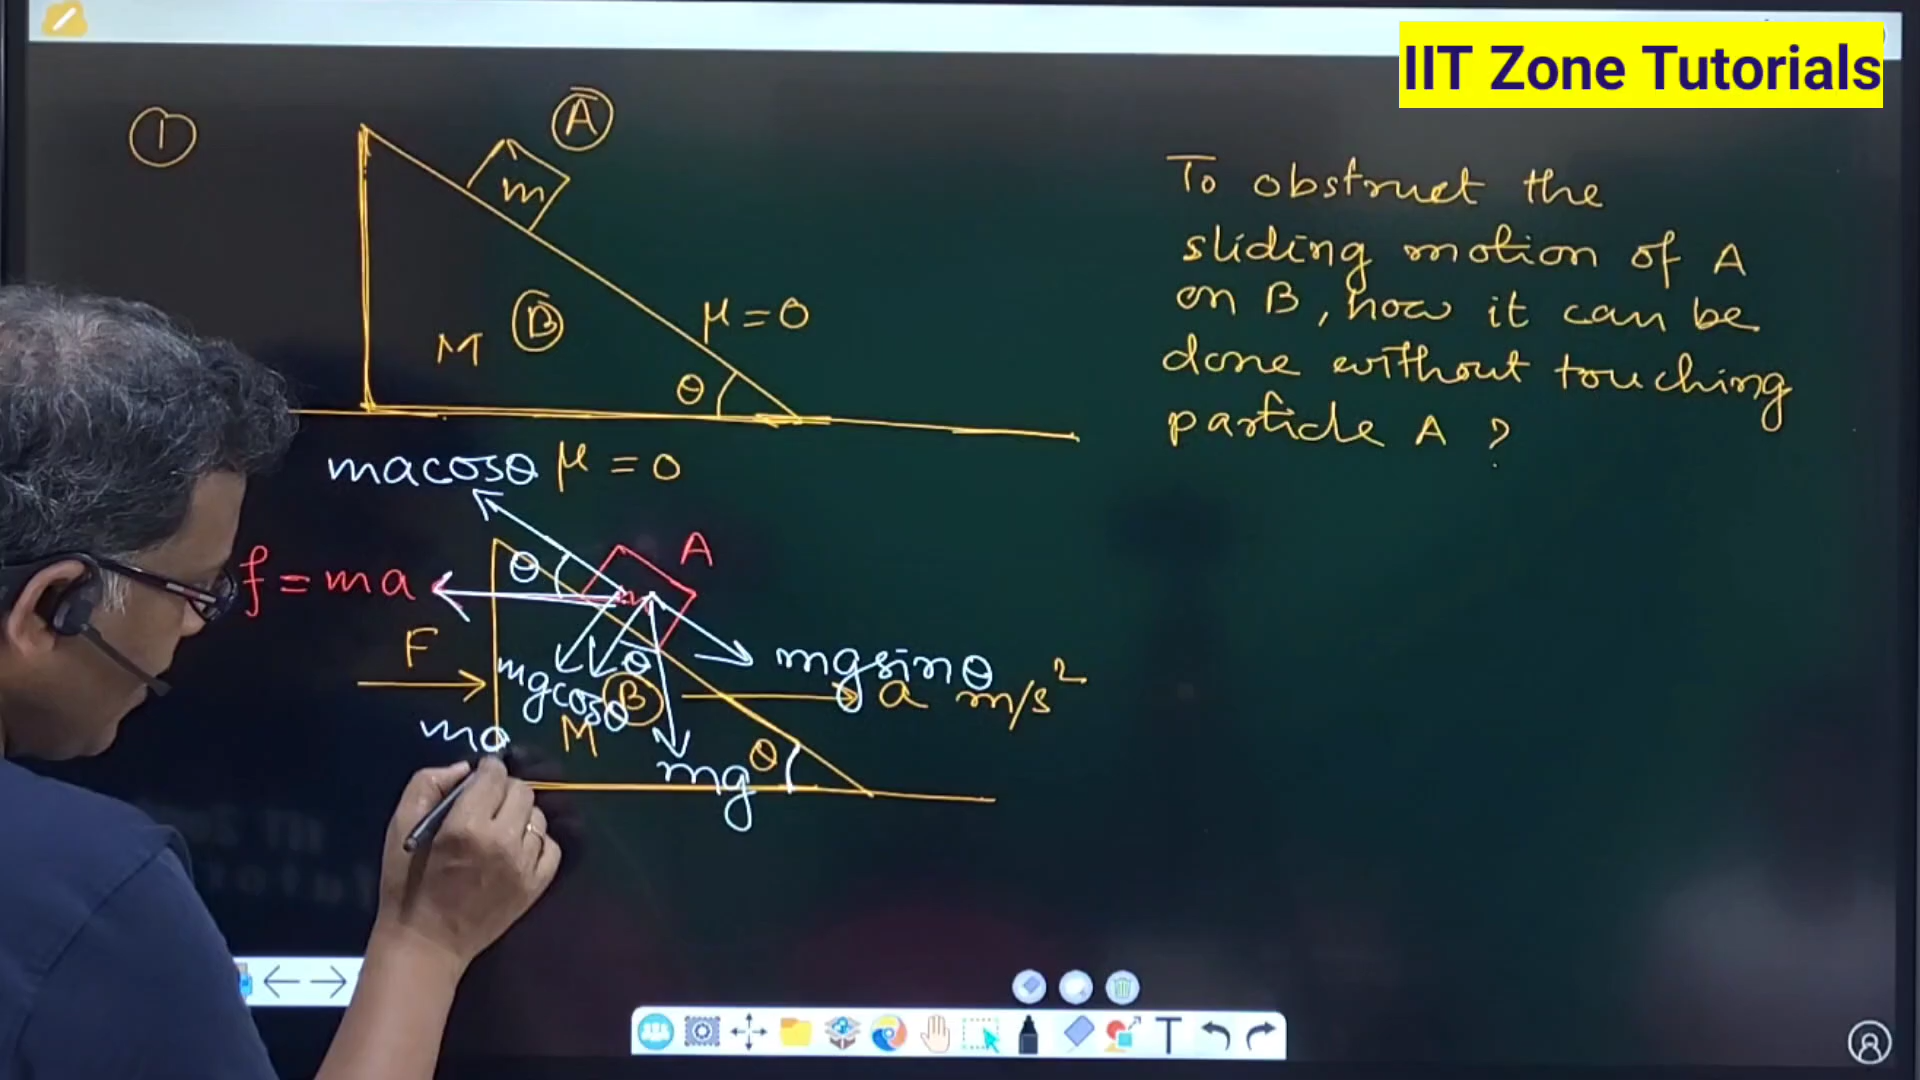 IIT Zone Tutorials
1
A
m
μ = 0
M B
θ
To obstruct the
sliding motion of A
on B, how it can be
done without touching
particle A ?
macosθ μ = 0
θ
A
f = ma
m
F
θ
mgsinθ
mgcosθ
B
a m/s²
ma
M
θ
mg